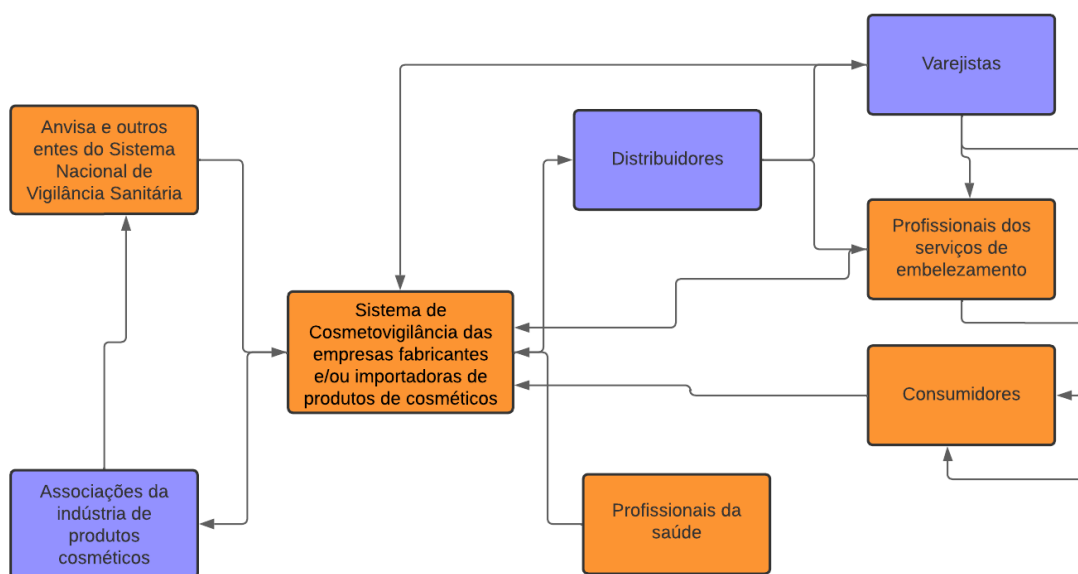 Varejistas
Anvisa e outros
entes do Sistema
Nacional de
Vigilância Sanitária
Distribuidores
Profissionais dos
serviços de
embelezamento
Sistema de
Cosmetovigilância das
empresas fabricantes
e/ou importadoras de
produtos de cosméticos
Consumidores
Associações da
indústria de
produtos
cosméticos
Profissionais da
saúde